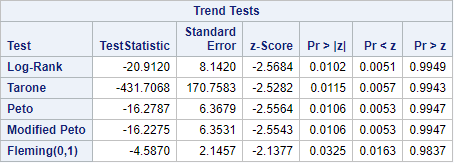 Trend Tests
Test TestStatistic Standard Error z-Score Pr > |z| Pr < z Pr > z
Log-Rank -20.9120 8.1420 -2.5684 0.0102 0.0051 0.9949
Tarone -431.7068 170.7583 -2.5282 0.0115 0.0057 0.9943
Peto -16.2787 6.3679 -2.5564 0.0106 0.0053 0.9947
Modified Peto -16.2275 6.3531 -2.5543 0.0106 0.0053 0.9947
Fleming(0,1) -4.5870 2.1457 -2.1377 0.0325 0.0163 0.9837